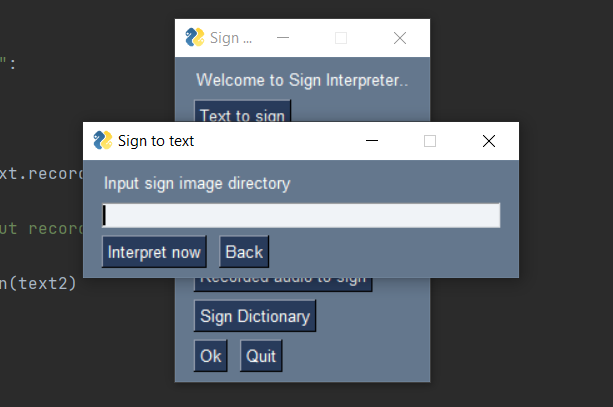 ":
Sign ...
Welcome to Sign Interpreter..
Text to sign
Sign to text
xt.record
Input sign image directory
ut record
Interpret now Back
n(text2)
Recorded audio to sign
Sign Dictionary
Ok Quit